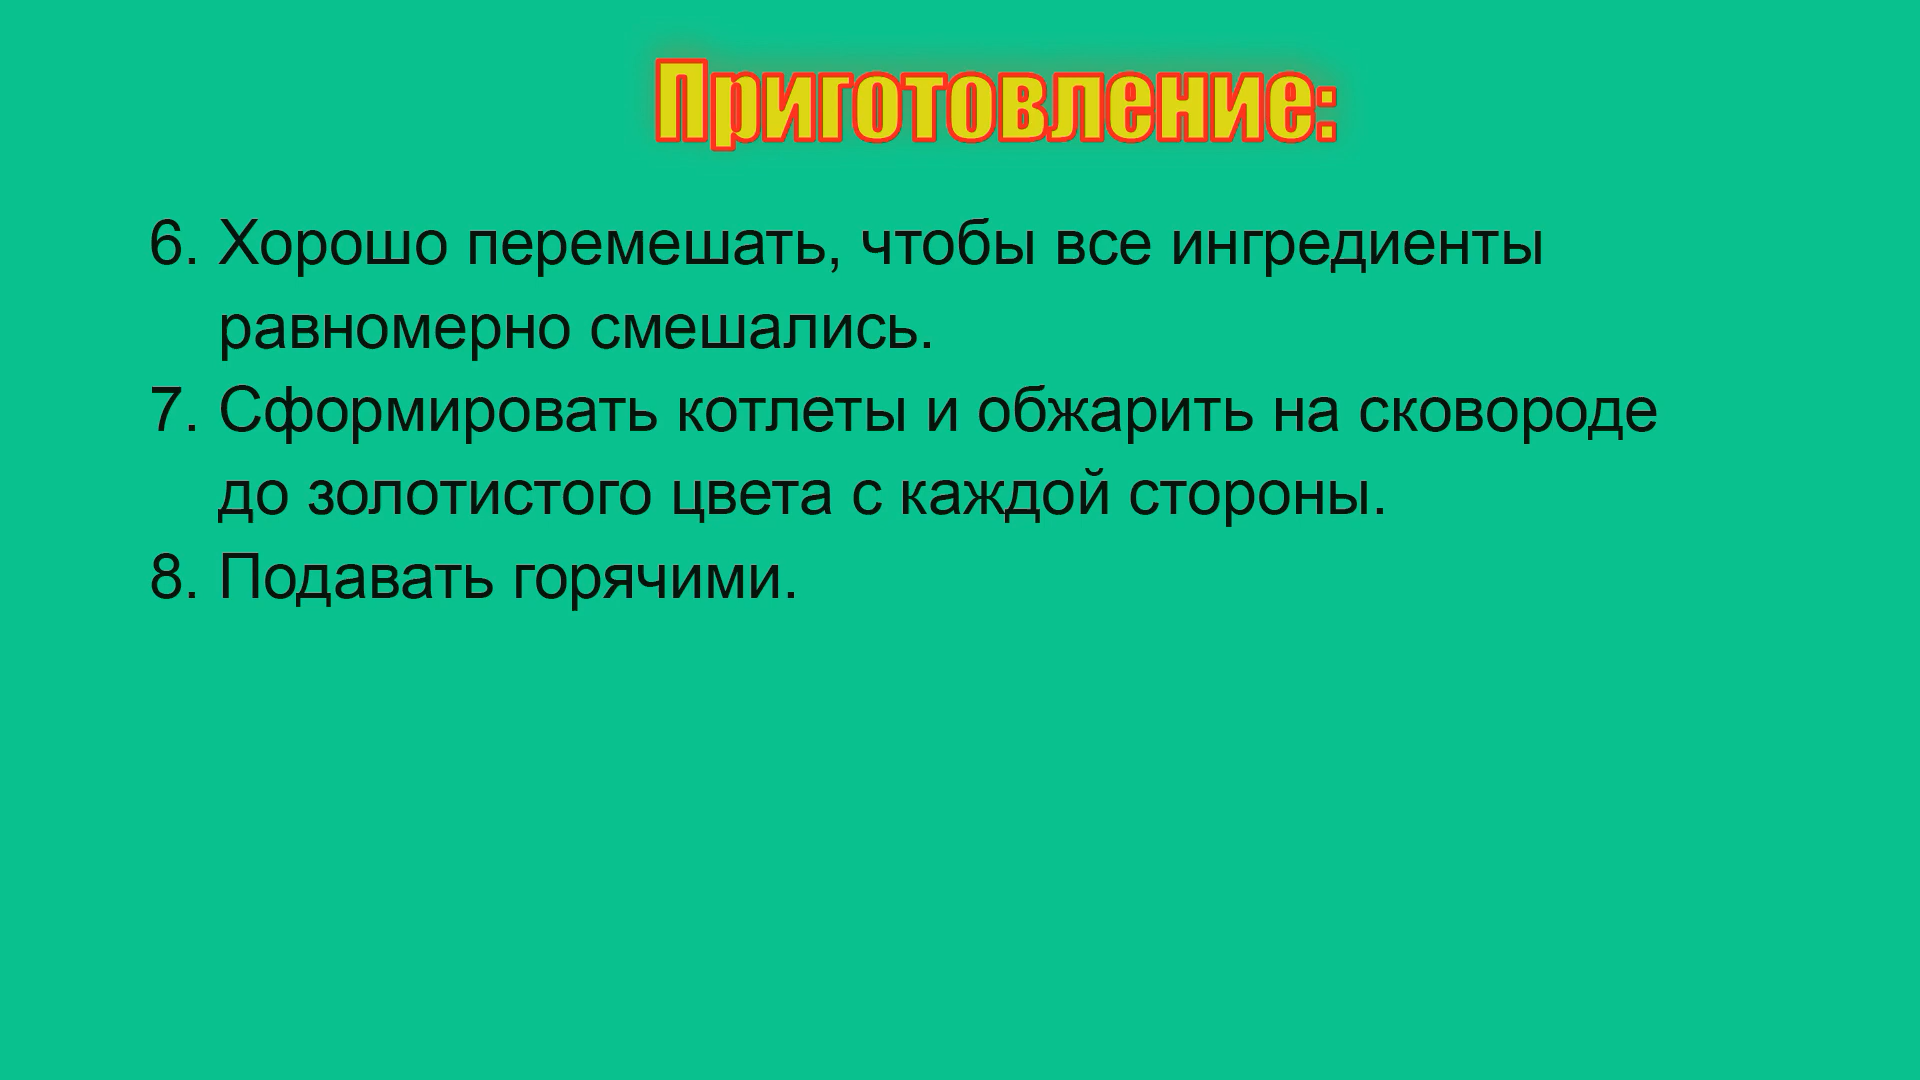 Приготовление:
6. Хорошо перемешать, чтобы все ингредиенты
равномерно смешались.
7. Сформировать котлеты и обжарить на сковороде
до золотистого цвета с каждой стороны.
8. Подавать горячими.